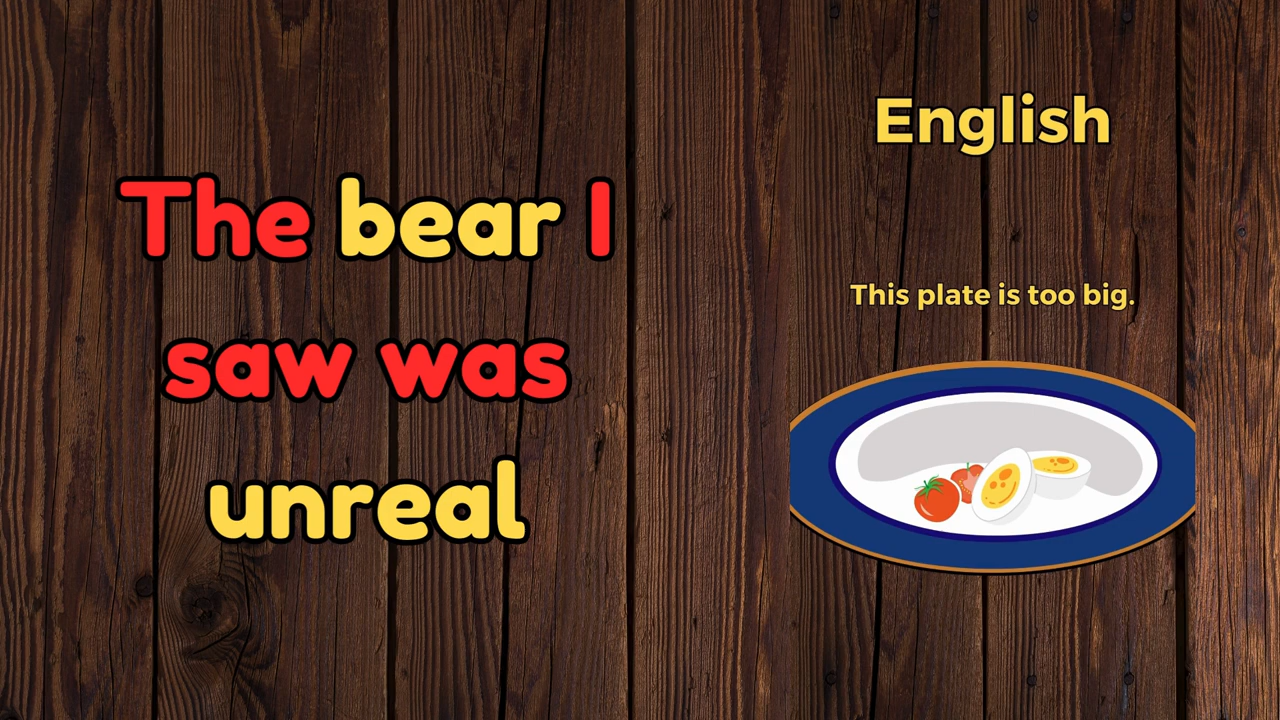 The bear I
saw was
unreal
English
This plate is too big.